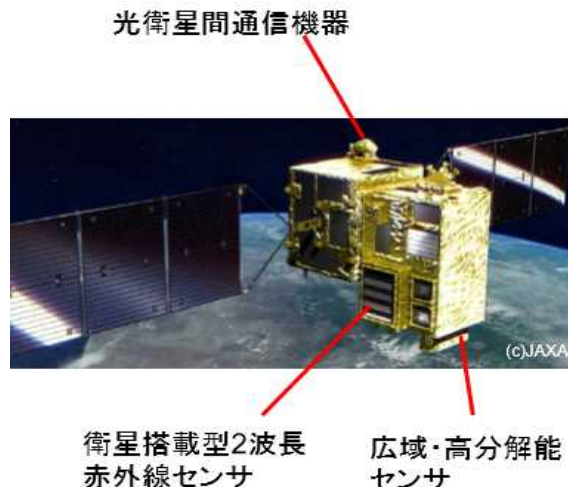 光衛星間通信機器
(c)JAXA
衛星搭載型2波長
赤外線センサ
広域・高分解能
センサ